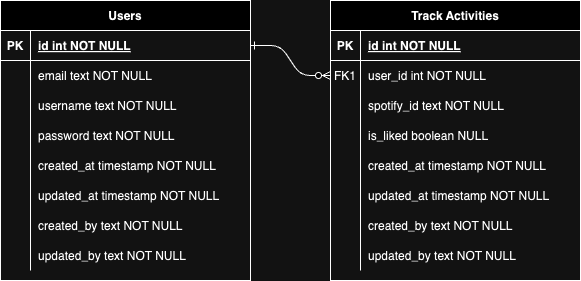 Users
PK id int NOT NULL
email text NOT NULL
username text NOT NULL
password text NOT NULL
created_at timestamp NOT NULL
updated_at timestamp NOT NULL
created_by text NOT NULL
updated_by text NOT NULL
Track Activities
PK id int NOT NULL
FK1 user_id int NOT NULL
spotify_id text NOT NULL
is_liked boolean NULL
created_at timestamp NOT NULL
updated_at timestamp NOT NULL
created_by text NOT NULL
updated_by text NOT NULL